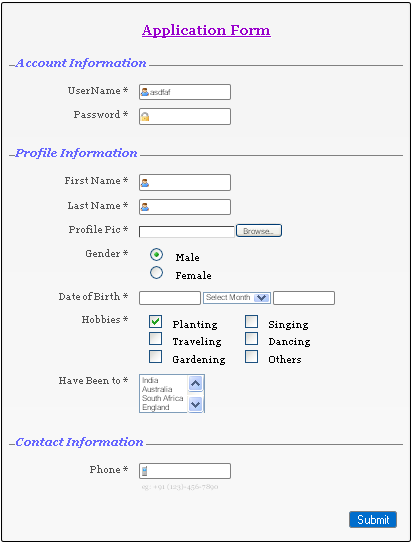 Application Form
Account Information
UserName *
asdfaf
Password *
Profile Information
First Name *
Last Name *
Profile Pic *
Browse..
Gender *
Male
Female
Date of Birth *
Select Month
Hobbies *
Planting
Singing
Traveling
Dancing
Gardening
Others
Have Been to *
India
Australia
South Africa
England
Contact Information
Phone *
eg. +91 (123)-456-7890
Submit